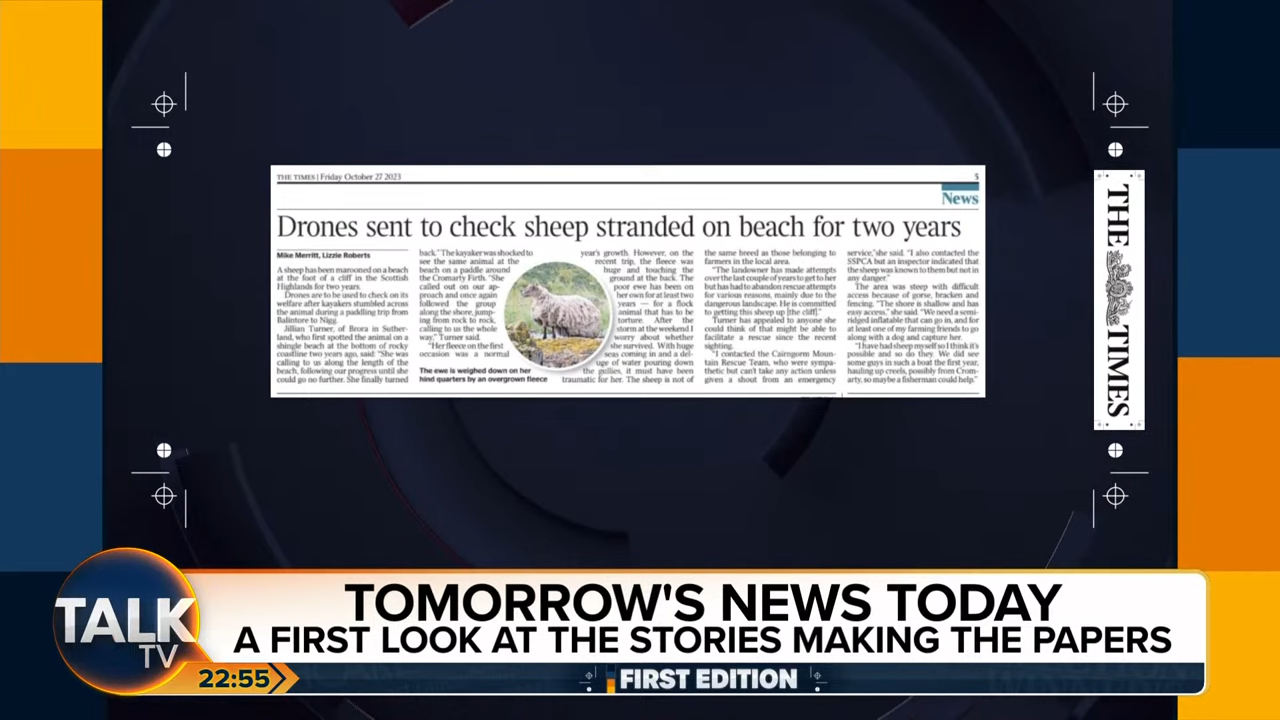 THE TIMES | Friday October 27 2023
5
News
Drones sent to check sheep stranded on beach for two years
Mike Merritt, Lizzie Roberts
A sheep has been marooned on a beach
at the foot of a cliff in the Scottish
Highlands for two years.
Drones are to be used to check on its
welfare after kayakers stumbled across
the animal during a paddling trip from
Balintore to Nigg.
Jillian Turner, of Brora in Suther-
land, who first spotted the animal on a
shingle beach at the bottom of rocky
coastline two years ago, said: "She was
calling to us along the length of the
beach, following our progress until she
could go no further. She finally turned
back." The kayaker was shocked to
see the same animal at the
beach on a paddle around
the Cromarty Firth. "She
called out on our ap-
proach and once again
followed the group
along the shore, jump-
ing from rock to rock,
calling to us the whole
way," Turner said.
"Her fleece on the first
occasion was a normal
The ewe is weighed down on her
hind quarters by an overgrown fleece
year's growth. However, on the
recent trip, the fleece was
huge and touching the
ground at the back. The
poor ewe has been on
her own for at least two
years — for a flock
animal that has to be
torture. After the
storm at the weekend I
worry about whether
she survived. With huge
seas coming in and a del-
uge of water pouring down
the gullies, it must have been
traumatic for her. The sheep is not of
the same breed as those belonging to
farmers in the local area.
"The landowner has made attempts
over the last couple of years to get to her
but has had to abandon rescue attempts
for various reasons, mainly due to the
dangerous landscape. He is committed
to getting this sheep up [the cliff]."
Turner has appealed to anyone she
could think of that might be able to
facilitate a rescue since the recent
sighting.
"I contacted the Cairngorm Moun-
tain Rescue Team, who were sympa-
thetic but can't take any action unless
given a shout from an emergency
service," she said. "I also contacted the
SSPCA but an inspector indicated that
the sheep was known to them but not in
any danger."
The area was steep with difficult
access because of gorse, bracken and
fencing. "The shore is shallow and has
easy access," she said. "We need a semi-
ridged inflatable that can go in, and for
at least one of my farming friends to go
along with a dog and capture her.
"I have had sheep myself so I think it's
possible and so do they. We did see
some guys in such a boat the first year,
hauling up creels, possibly from Crom-
arty, so maybe a fisherman could help."
THE TIMES
TALK
TV
TOMORROW'S NEWS TODAY
A FIRST LOOK AT THE STORIES MAKING THE PAPERS
22:55
FIRST EDITION